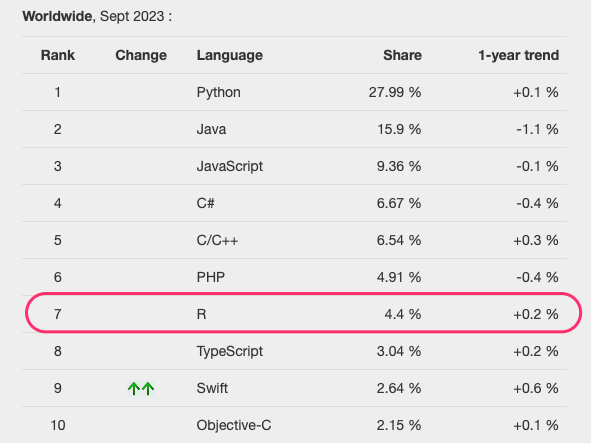 Worldwide, Sept 2023 :
Rank Change Language Share 1-year trend
1 Python 27.99 % +0.1 %
2 Java 15.9 % -1.1 %
3 JavaScript 9.36 % -0.1 %
4 C# 6.67 % -0.4 %
5 C/C++ 6.54 % +0.3 %
6 PHP 4.91 % -0.4 %
7 R 4.4 % +0.2 %
8 TypeScript 3.04 % +0.2 %
9 ↑↑ Swift 2.64 % +0.6 %
10 Objective-C 2.15 % +0.1 %